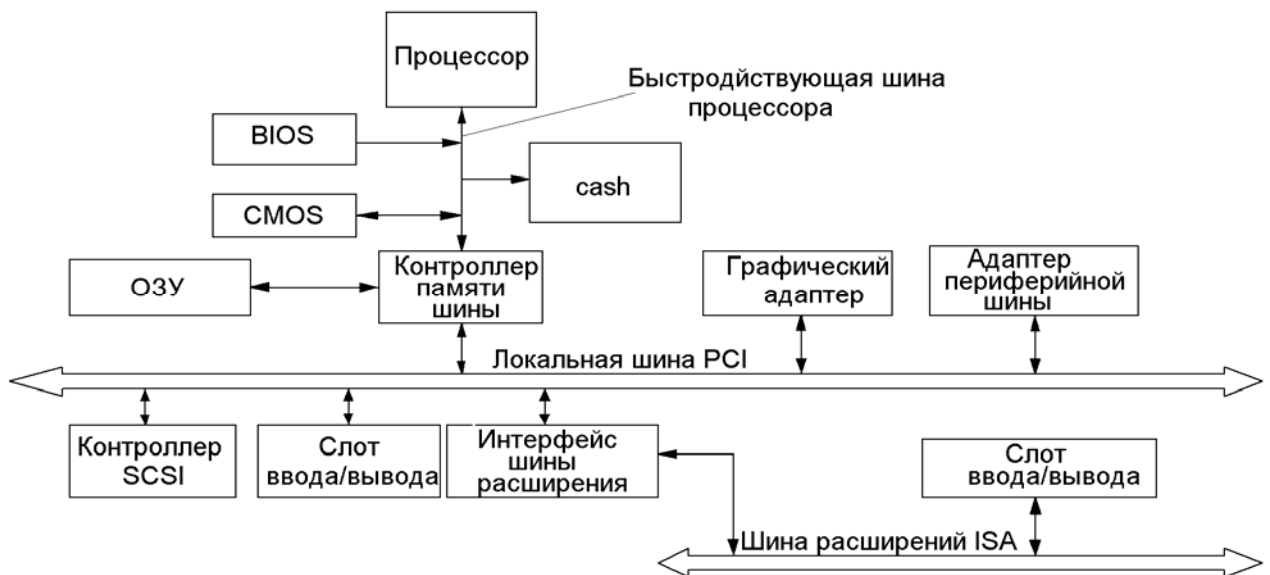 Процессор
Быстродйствующая шина
процессора
BIOS
cash
CMOS
ОЗУ
Контроллер
памяти
шины
Графический
адаптер
Адаптер
периферийной
шины
Локальная шина PCI
Контроллер
SCSI
Слот
ввода/вывода
Интерфейс
шины
расширения
Слот
ввода/вывода
Шина расширений ISA